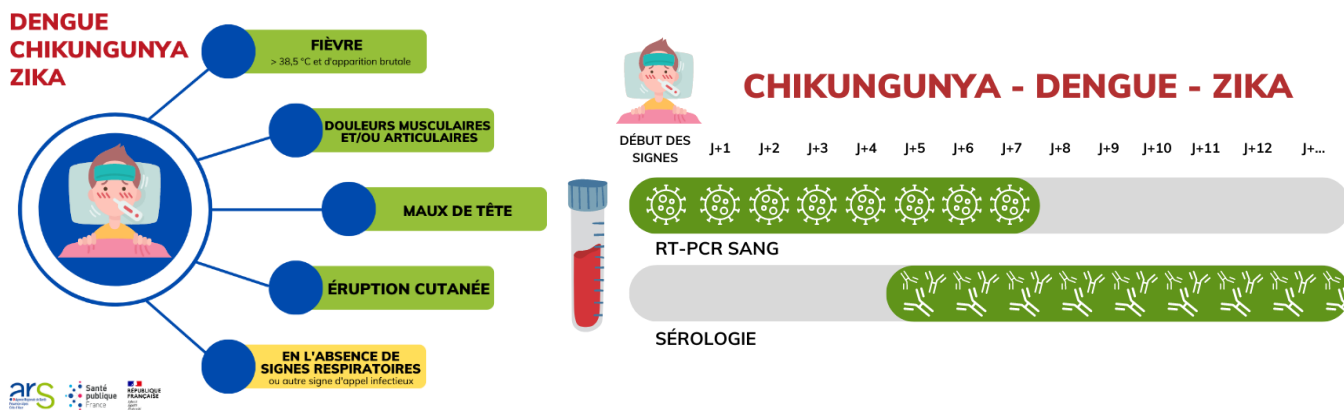 DENGUE
CHIKUNGUNYA
ZIKA
FIÈVRE
> 38,5 °C et d'apparition brutale
DOULEURS MUSCULAIRES
ET/OU ARTICULAIRES
MAUX DE TÊTE
ÉRUPTION CUTANÉE
EN L'ABSENCE DE
SIGNES RESPIRATOIRES
ou autre signe d'appel infectieux
ars
Santé
publique
France
RÉPUBLIQUE
FRANÇAISE
CHIKUNGUNYA - DENGUE - ZIKA
DÉBUT DES
SIGNES
J+1 J+2 J+3 J+4 J+5 J+6 J+7 J+8 J+9 J+10 J+11 J+12 J+...
RT-PCR SANG
SÉROLOGIE